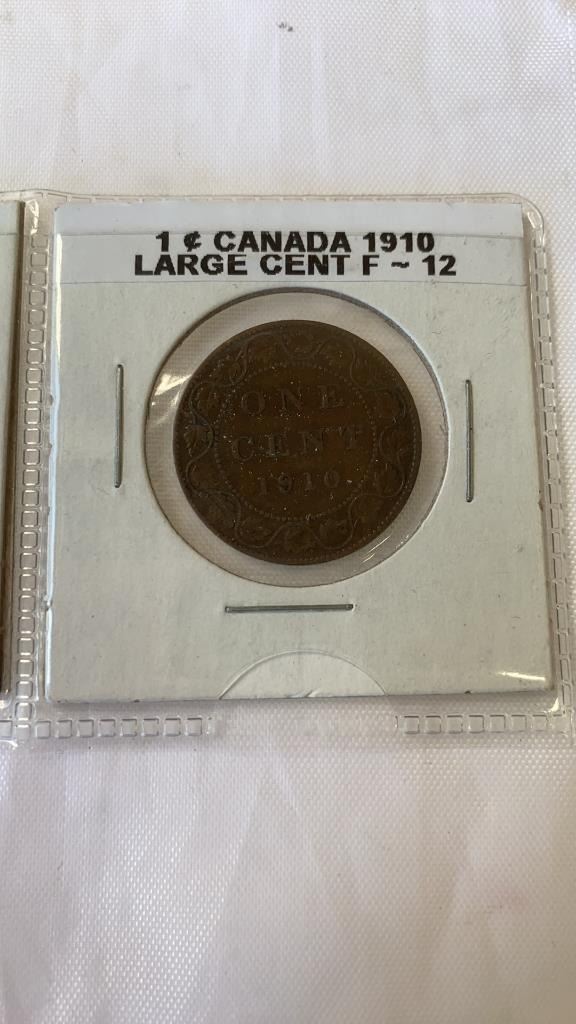 1 ¢ CANADA 1910
LARGE CENT F ~ 12
ONE
CENT
1910